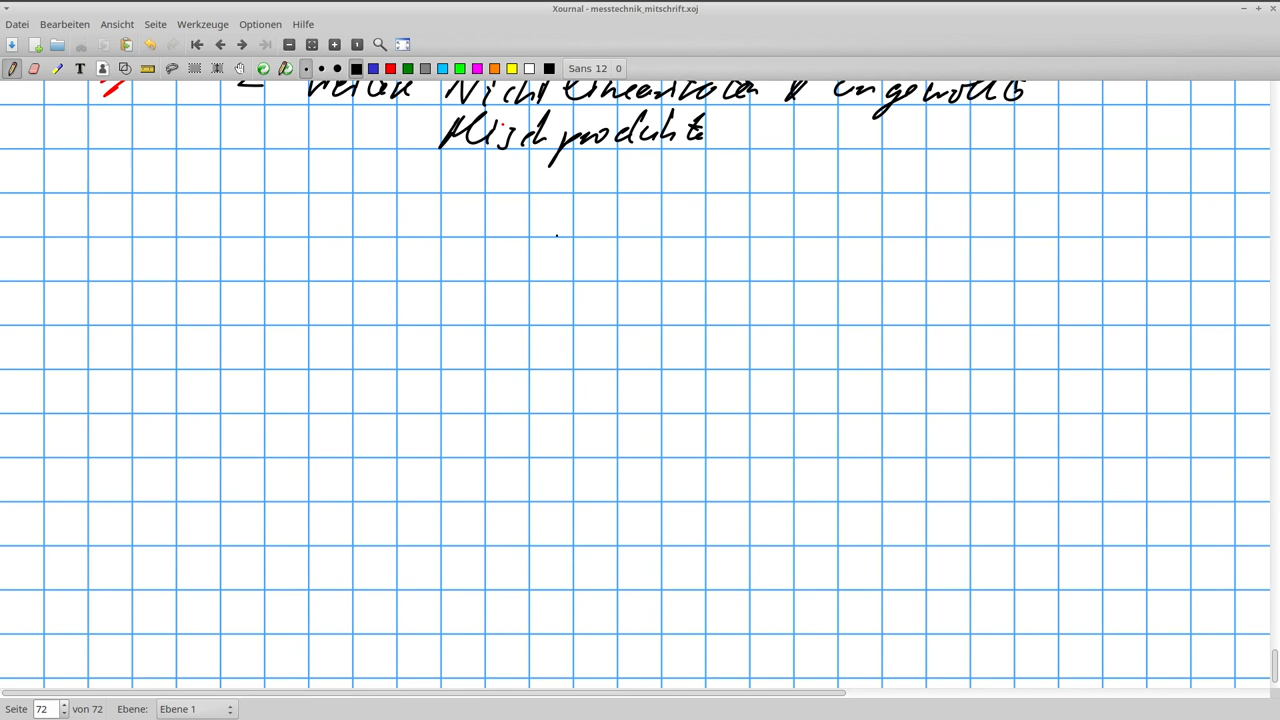 Xournal - messtechnik_mitschrift.xoj
Datei Bearbeiten Ansicht Seite Werkzeuge Optionen Hilfe
Sans 12 0
Nichtlinearitäten & ungewollte
Mischprodukte
Seite 72 von 72 Ebene: Ebene 1